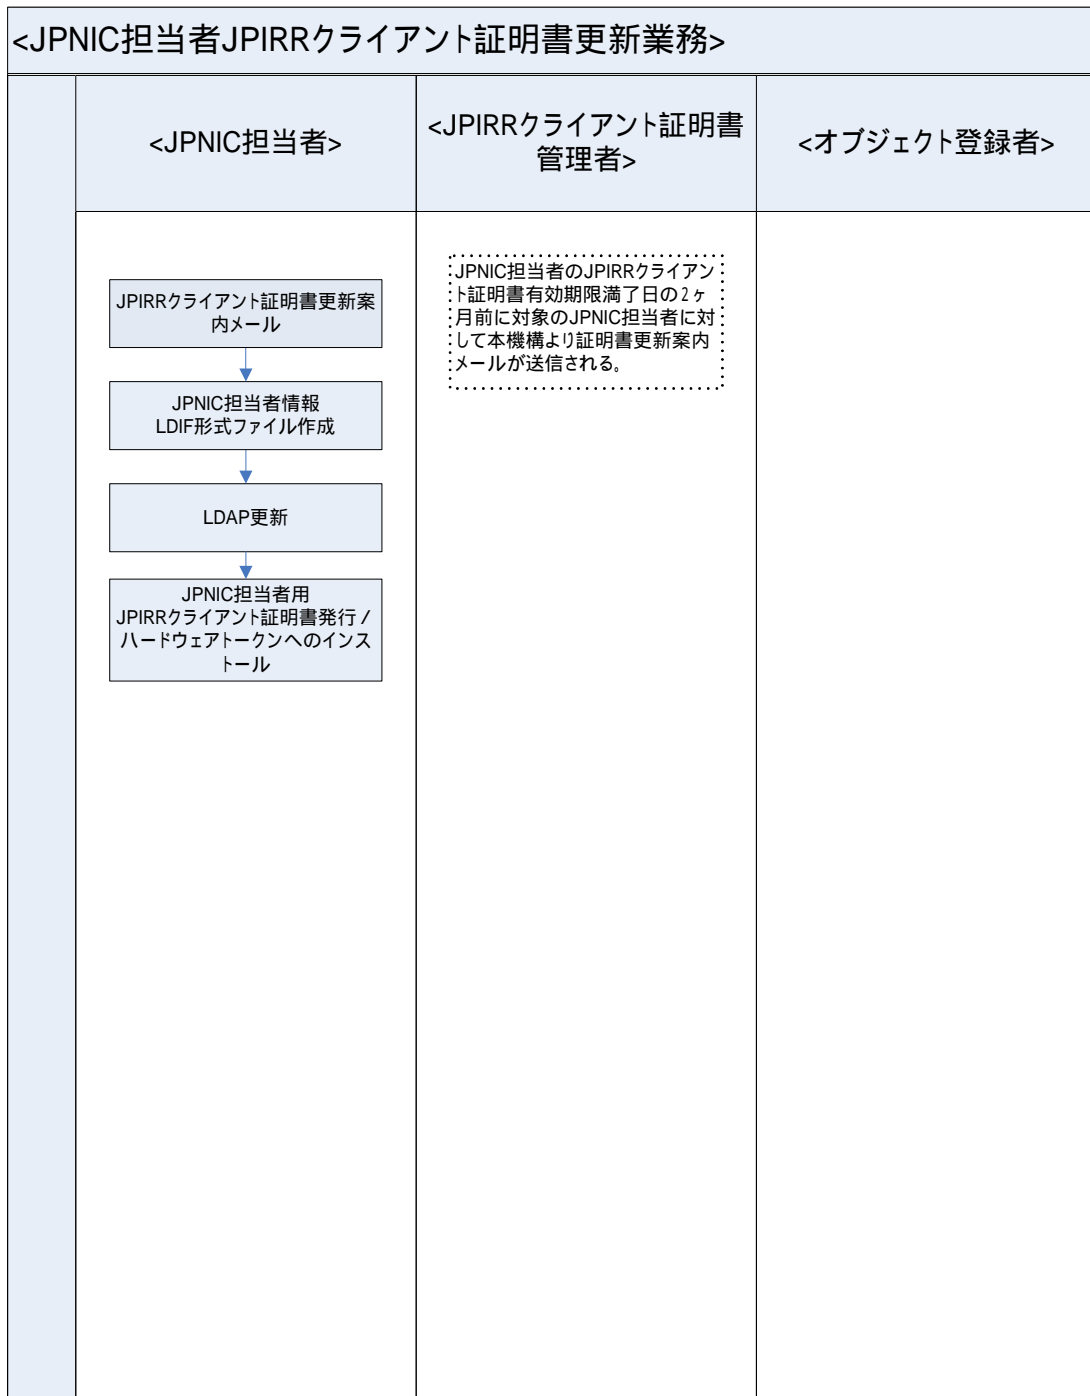 <JPNIC担当者JPIRRクライアント証明書更新業務>
<JPNIC担当者>
<JPIRRクライアント証明書
管理者>
<オブジェクト登録者>
JPIRRクライアント証明書更新案
内メール
JPNIC担当者情報
LDIF形式ファイル作成
LDAP更新
JPNIC担当者用
JPIRRクライアント証明書発行/
ハードウェアトークンへのインス
トール
JPNIC担当者のJPIRRクライアン
ト証明書有効期限満了日の2ヶ
月前に対象のJPNIC担当者に対
して本機構より証明書更新案内
メールが送信される。